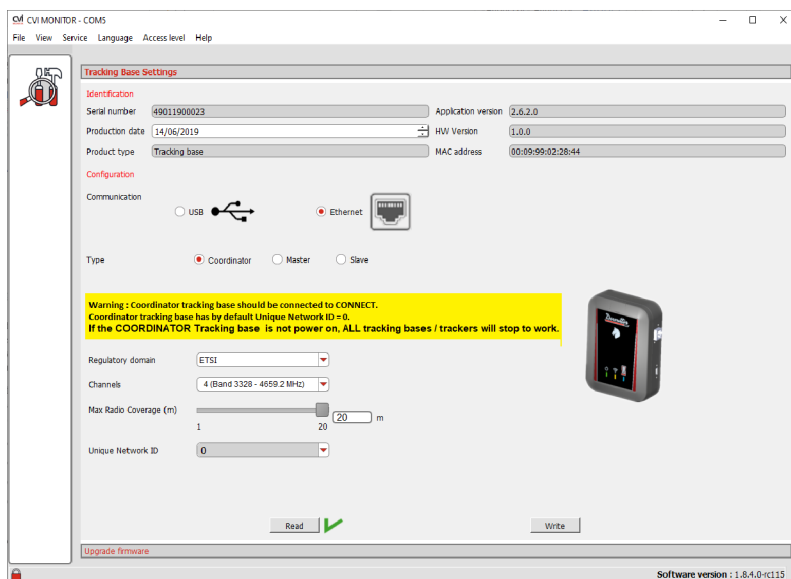 CVI CVI MONITOR - COM5
File View Service Language Access level Help
Tracking Base Settings
Identification
Serial number 49011900023 Application version 2.6.2.0
Production date 14/06/2019 HW Version 1.0.0
Product type Tracking base MAC address 00:09:99:02:28:44
Configuration
Communication
USB Ethernet
Type Coordinator Master Slave
Warning : Coordinator tracking base should be connected to CONNECT.
Coordinator tracking base has by default Unique Network ID = 0.
If the COORDINATOR Tracking base is not power on, ALL tracking bases / trackers will stop to work.
Desoutter
Regulatory domain ETSI
Channels 4 (Band 3328 - 4659.2 MHz)
Max Radio Coverage (m) 20 m
1 20
Unique Network ID 0
Read Write
Upgrade firmware
Software version : 1.8.4.0-rc115